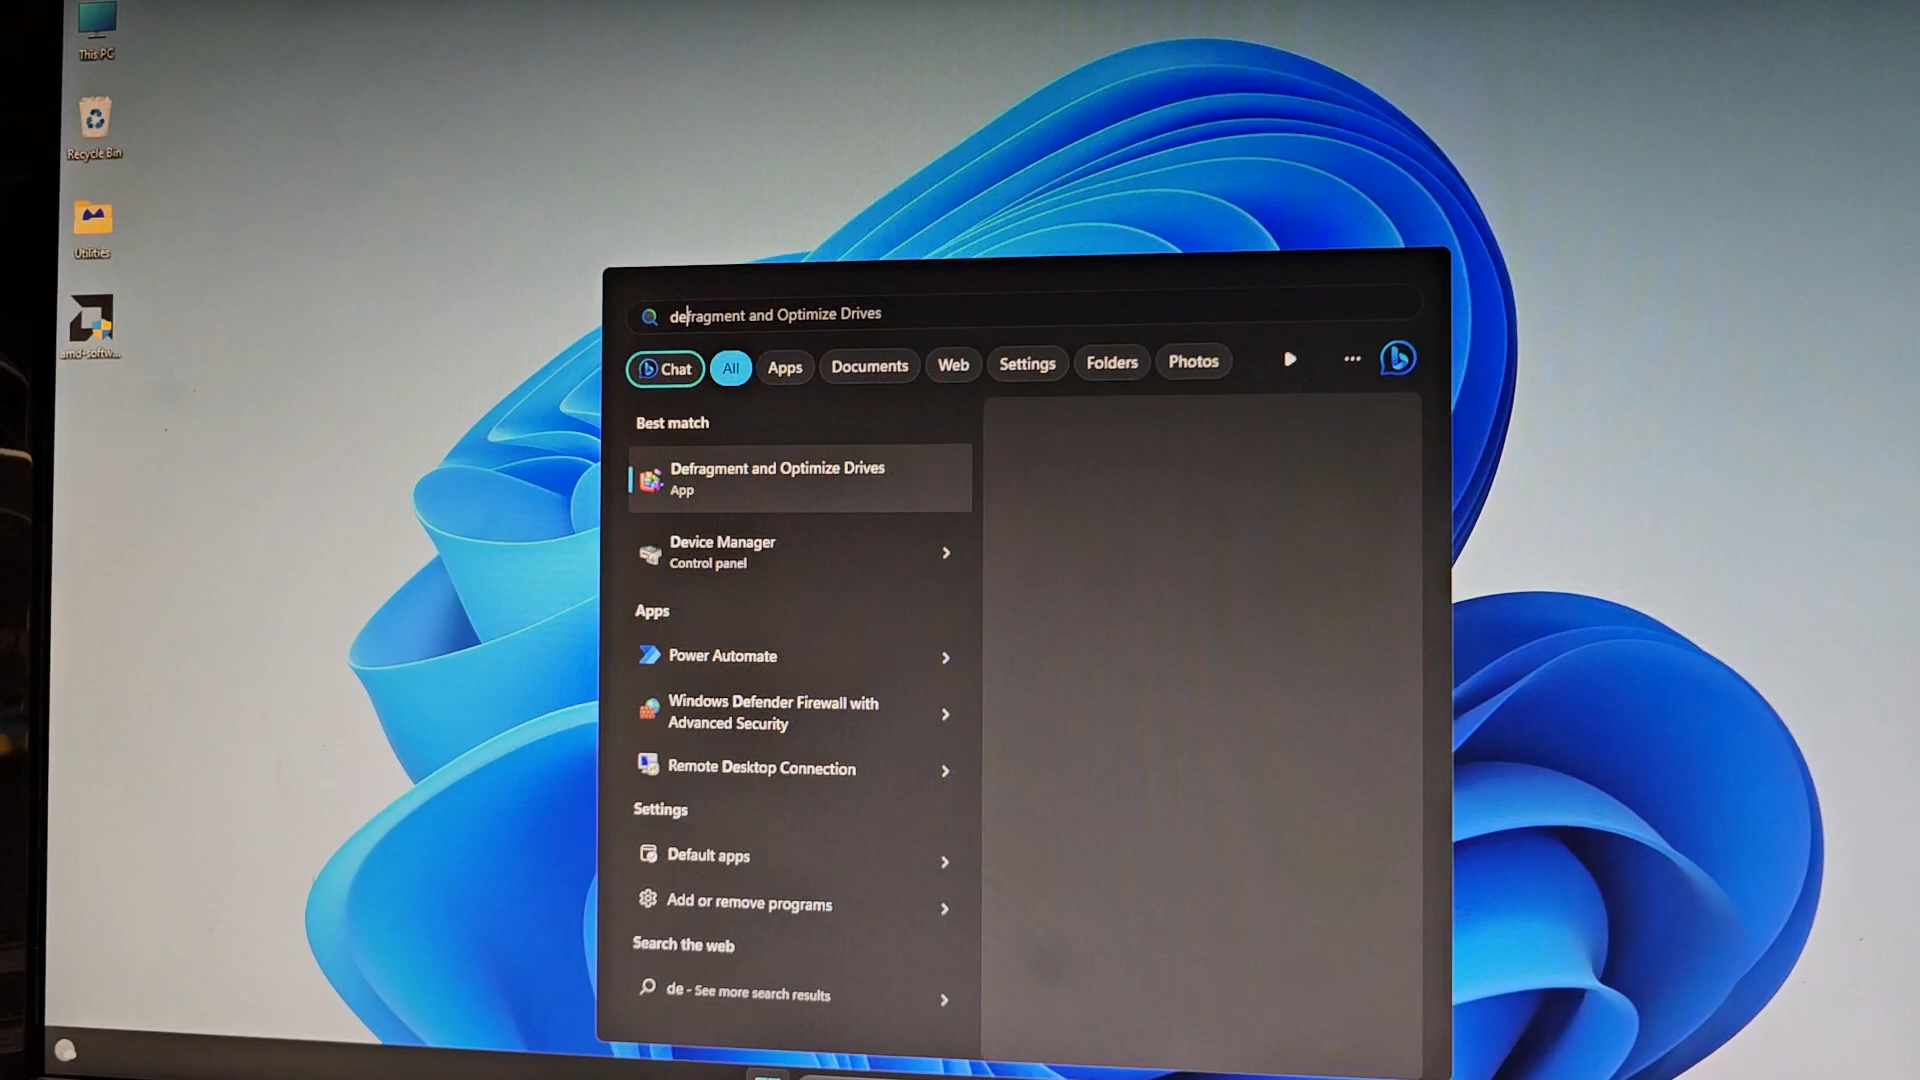 This PC
Recycle Bin
Utilities
amd-softw...
defragment and Optimize Drives
Chat
All
Apps
Documents
Web
Settings
Folders
Photos
Best match
Defragment and Optimize Drives
App
Device Manager
Control panel
Apps
Power Automate
Windows Defender Firewall with
Advanced Security
Remote Desktop Connection
Settings
Default apps
Add or remove programs
Search the web
de - See more search results